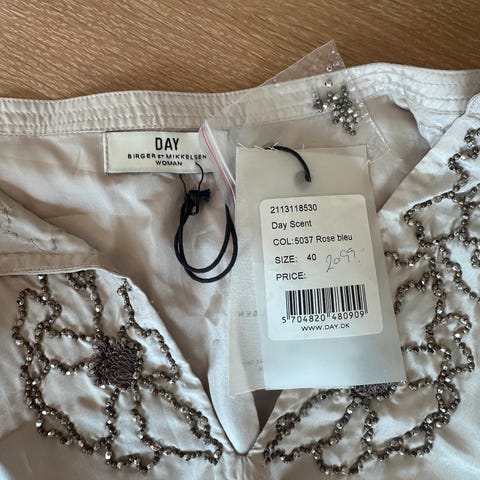 DAY
BIRGER ET MIKKELSEN
WOMAN
2113118530
Day Scent
COL:5037 Rose bleu
SIZE: 40 2099.-
PRICE:
5 704820 480909
WWW.DAY.DK